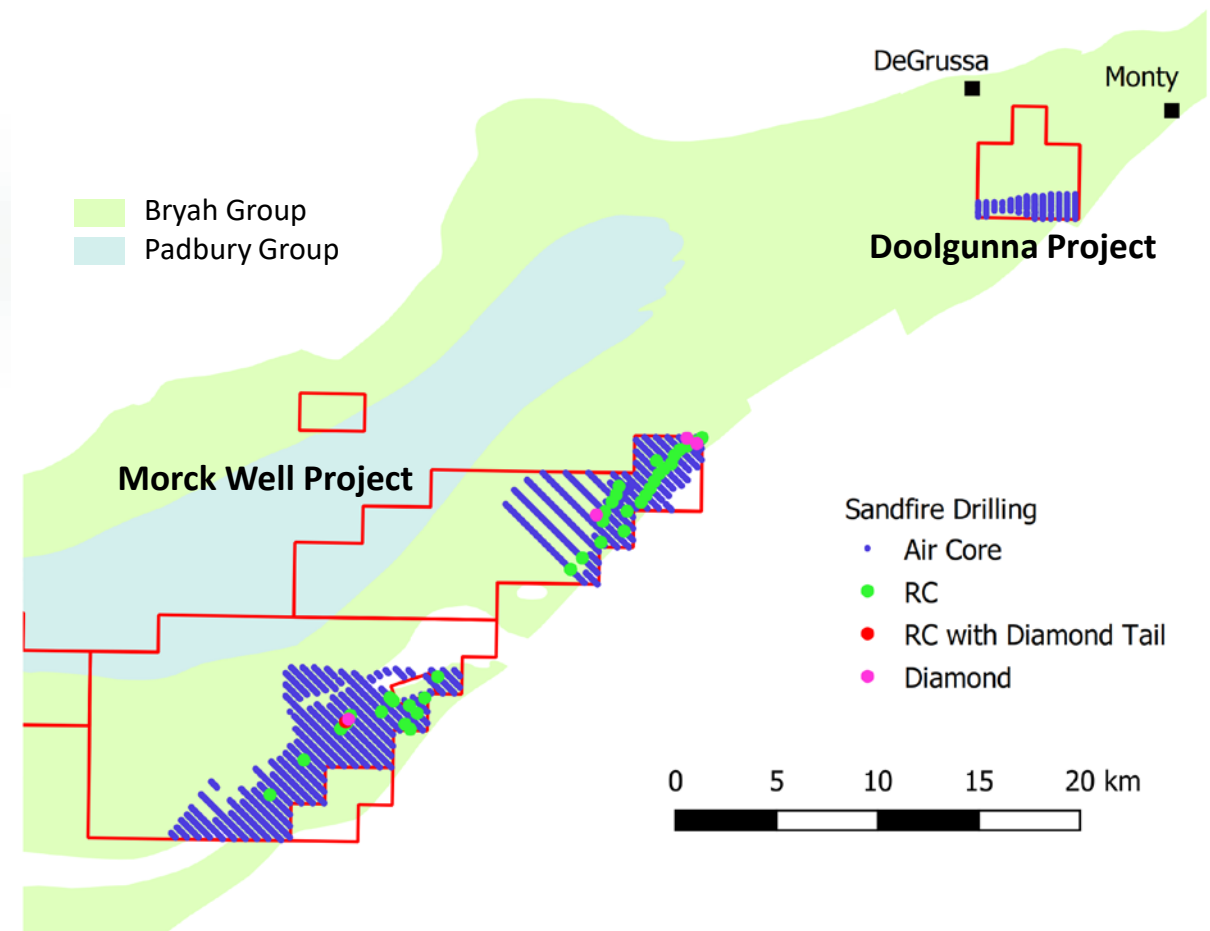 DeGrussa
Monty
Bryah Group
Padbury Group
Doolgunna Project
Morck Well Project
Sandfire Drilling
Air Core
RC
RC with Diamond Tail
Diamond
0 5 10 15 20 km